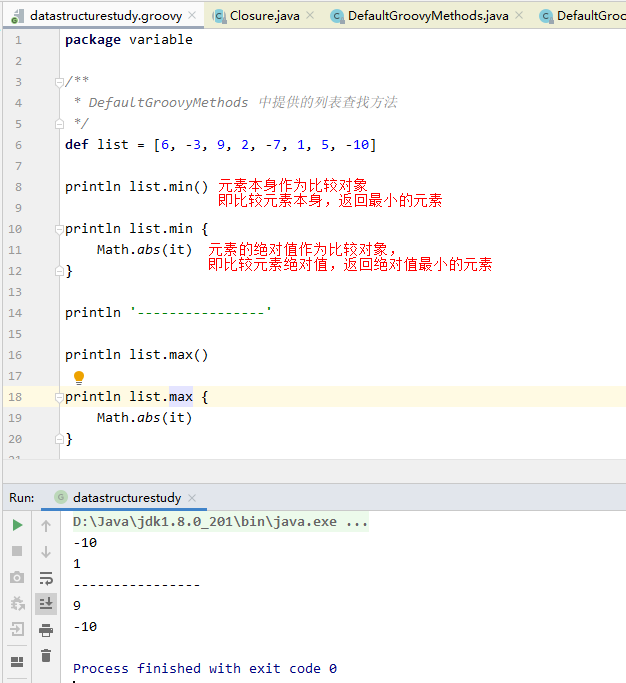 datastructurestudy.groovy Closure.java DefaultGroovyMethods.java DefaultGroo
1 package variable
2
3 /**
4 * DefaultGroovyMethods 中提供的列表查找方法
5 */
6 def list = [6, -3, 9, 2, -7, 1, 5, -10]
7
8 println list.min() 元素本身作为比较对象
9 即比较元素本身，返回最小的元素
10 println list.min {
11 Math.abs(it) 元素的绝对值作为比较对象，
12 } 即比较元素绝对值，返回绝对值最小的元素
13
14 println '----------------'
15
16 println list.max()
17
18 println list.max {
19 Math.abs(it)
20 }
21
Run: G datastructurestudy
D:\Java\jdk1.8.0_201\bin\java.exe ...
-10
1
----------------
9
-10
Process finished with exit code 0